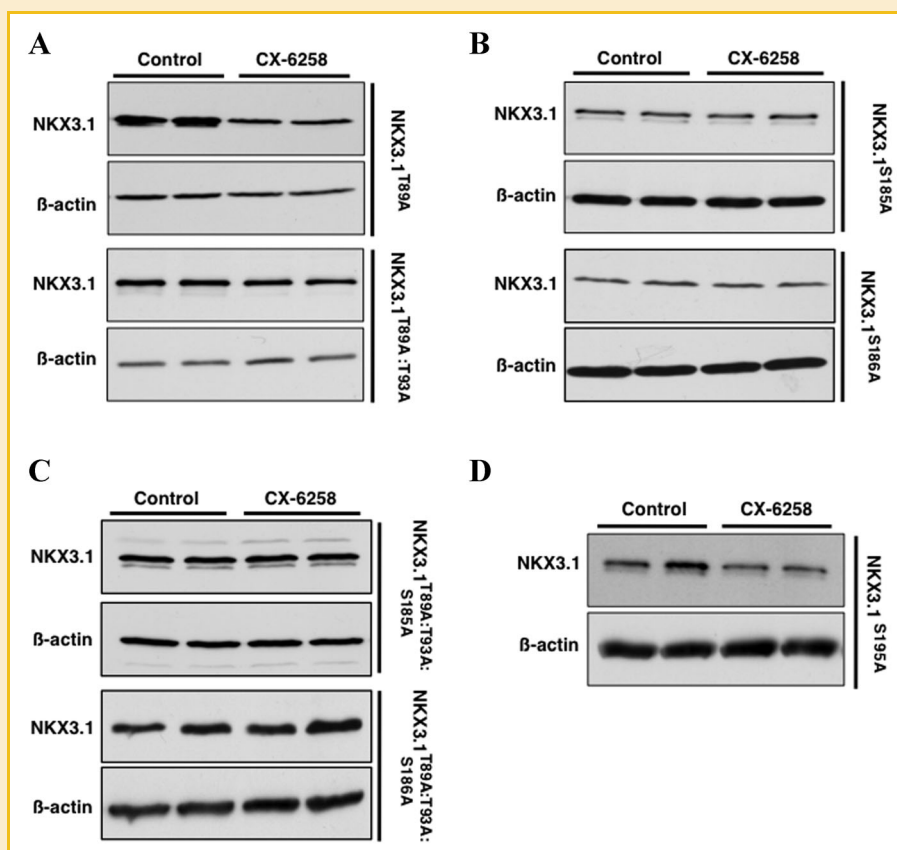 A
Control CX-6258
NKX3.1
ß-actin
NKX3.1T89A
NKX3.1
ß-actin
NKX3.1T89A:T93A
B
Control CX-6258
NKX3.1
ß-actin
NKX3.1S185A
NKX3.1
ß-actin
NKX3.1S186A
C
Control CX-6258
NKX3.1
ß-actin
NKX3.1T89A:T93A:
S185A
NKX3.1
ß-actin
NKX3.1T89A:T93A:
S186A
D
Control CX-6258
NKX3.1
ß-actin
NKX3.1 S195A